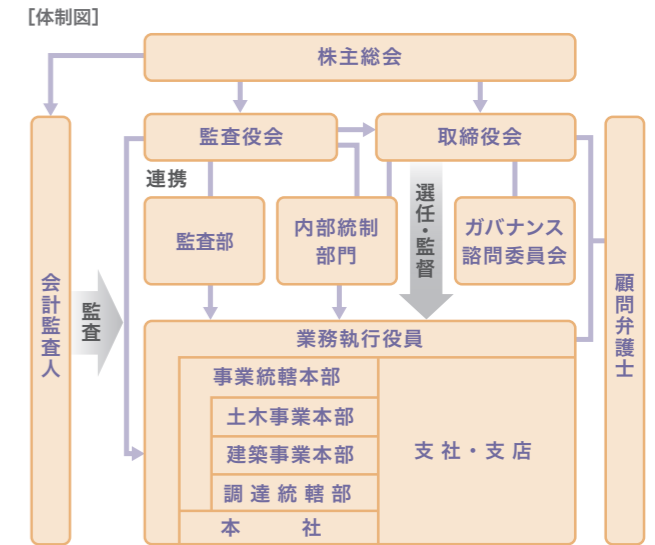 ［体制図］
株主総会
監査役会
取締役会
連携
監査部
内部統制
部門
選任・監督
ガバナンス
諮問委員会
会計監査人
監査
顧問弁護士
業務執行役員
事業統轄本部
土木事業本部
建築事業本部
調達統轄部
本社
支社・支店